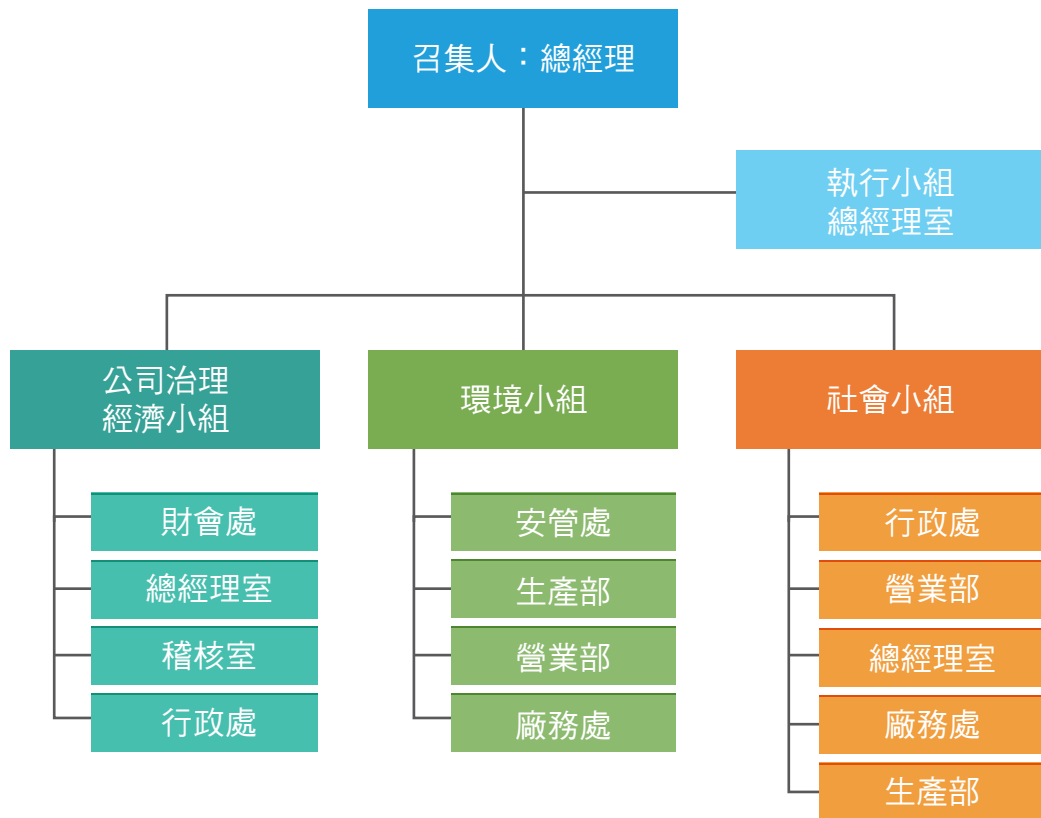 召集人：總經理
執行小組
總經理室
公司治理
經濟小組
財會處
總經理室
稽核室
行政處
環境小組
安管處
生產部
營業部
廠務處
社會小組
行政處
營業部
總經理室
廠務處
生產部